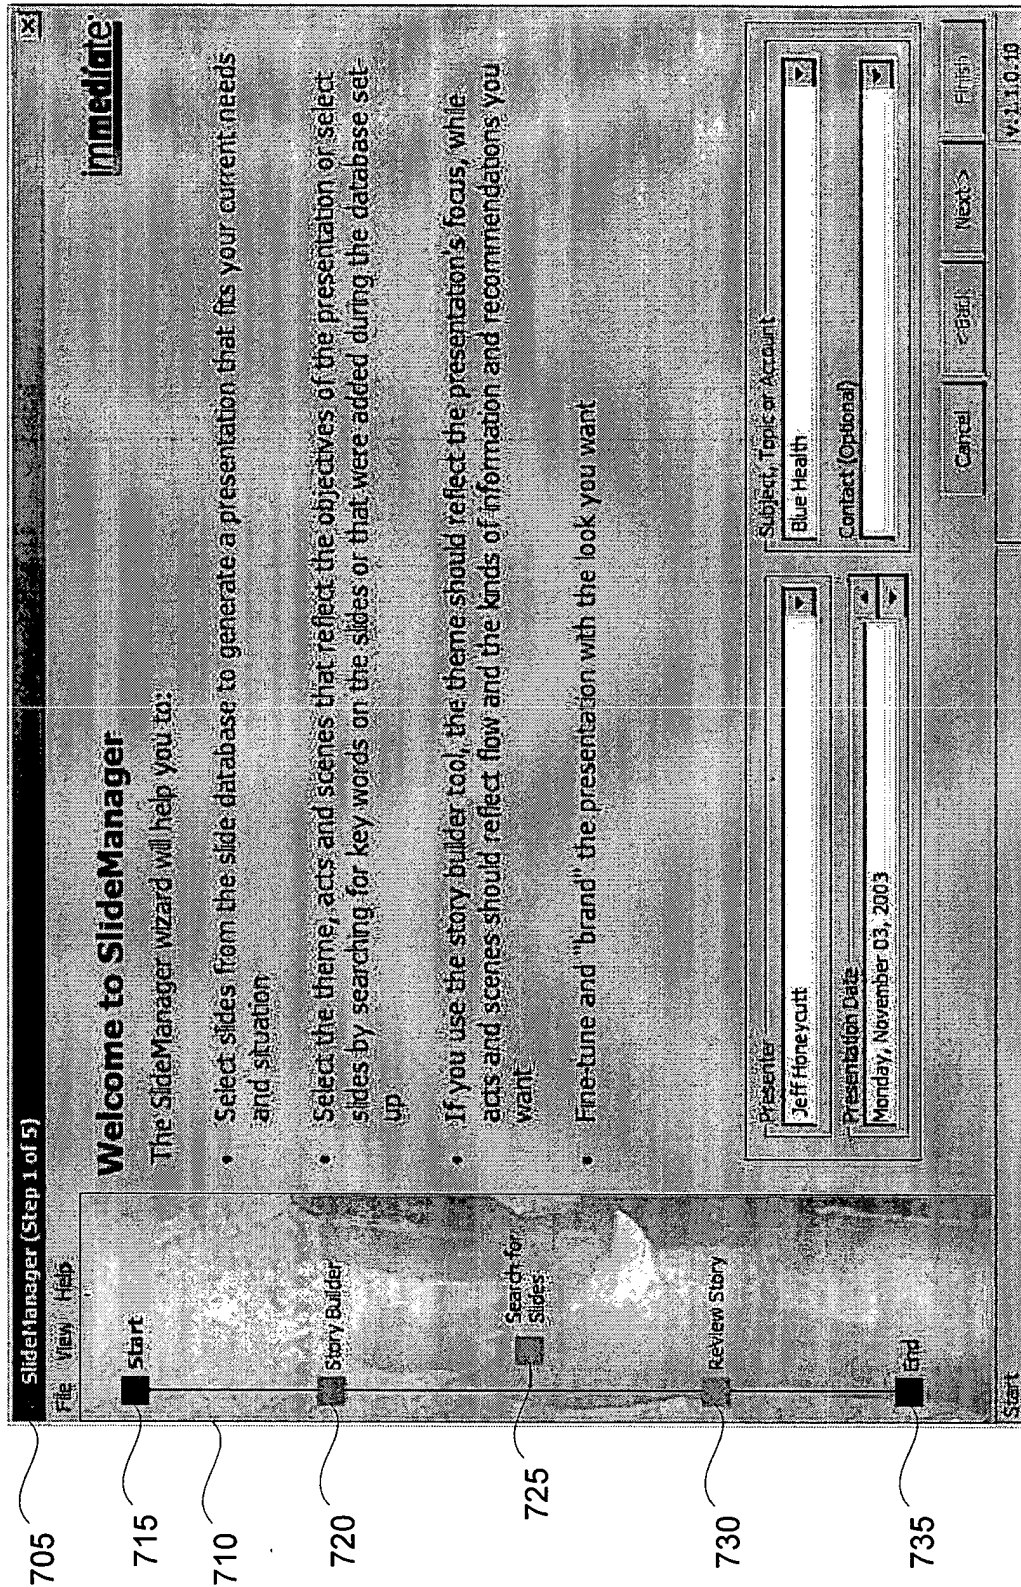 SlideManager (Step 1 of 5)
File View Help
immediate
Welcome to SlideManager
The SlideManager wizard will help you to:
• Select slides from the slide database to generate a presentation that fits your current needs
and situation
• Select the theme, acts and scenes that reflect the objectives of the presentation or select
slides by searching for key words on the slides or that were added during the database set-
up
• If you use the story builder tool, the theme should reflect the presentation's focus, while
acts and scenes should reflect flow and the kinds of information and recommendations you
want
• Fine-tune and "brand" the presentation with the look you want
Start
Story Builder
Search for
Slides
Review Story
End
Presenter
Jeff Honeycutt
Presentation Date
Monday, November 03, 2003
Subject, Topic or Account
Blue Health
Contact (Optional)
Cancel
< Back
Next >
Finish
Start
v: 1.1.0.10
705
715
710
720
725
730
735